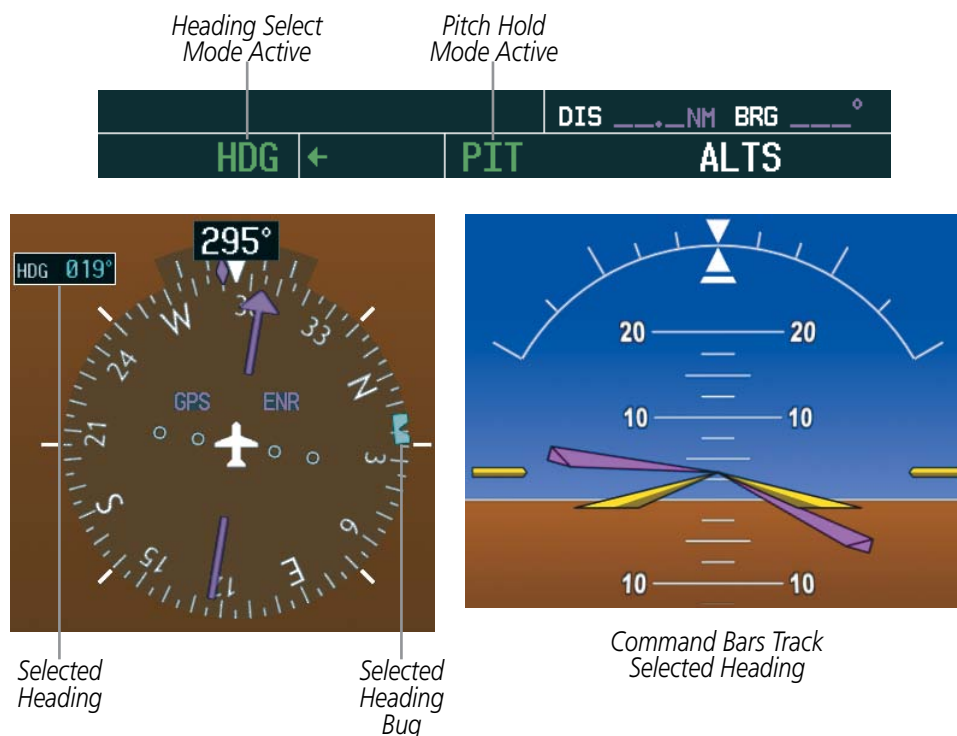 Heading Select
Mode Active
Pitch Hold
Mode Active
DIS __._NM BRG ___°
HDG ← PIT ALTS
295°
HDG 019°
30
33
N
3
6
E
12
15
S
21
24
W
GPS ENR
20 20
10 10
10 10
Selected
Heading
Selected
Heading
Bug
Command Bars Track
Selected Heading